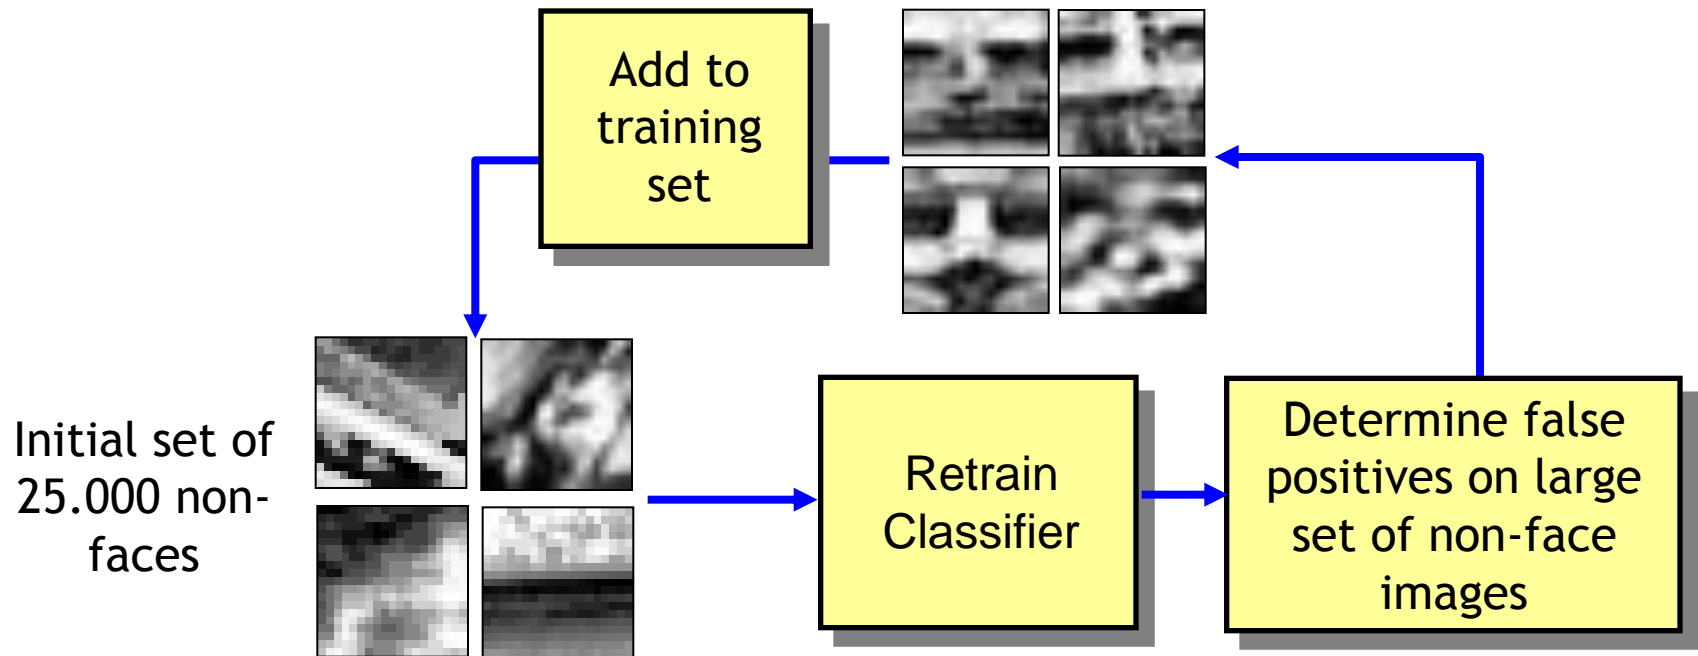 Add to
training
set
Initial set of
25.000 non-
faces
Retrain
Classifier
Determine false
positives on large
set of non-face
images